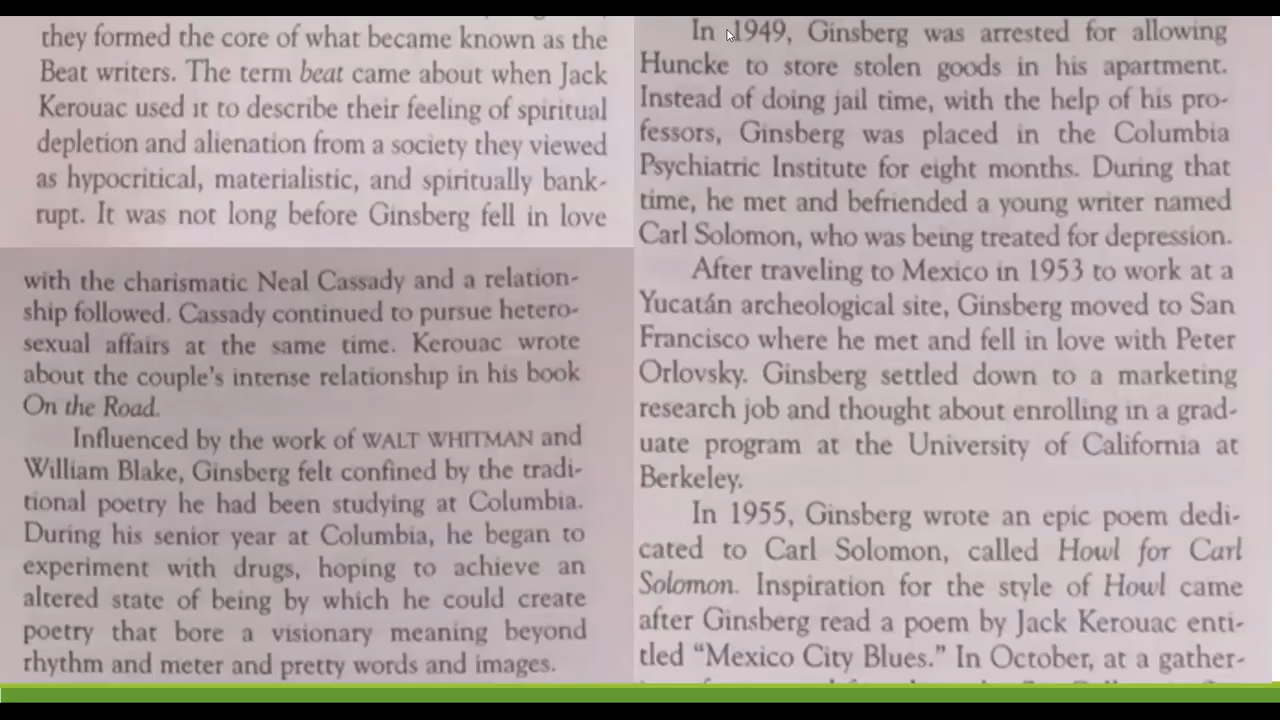 they formed the core of what became known as the
Beat writers. The term beat came about when Jack
Kerouac used it to describe their feeling of spiritual
depletion and alienation from a society they viewed
as hypocritical, materialistic, and spiritually bank-
rupt. It was not long before Ginsberg fell in love
with the charismatic Neal Cassady and a relation-
ship followed. Cassady continued to pursue hetero-
sexual affairs at the same time. Kerouac wrote
about the couple's intense relationship in his book
On the Road.
Influenced by the work of WALT WHITMAN and
William Blake, Ginsberg felt confined by the tradi-
tional poetry he had been studying at Columbia.
During his senior year at Columbia, he began to
experiment with drugs, hoping to achieve an
altered state of being by which he could create
poetry that bore a visionary meaning beyond
rhythm and meter and pretty words and images.
In 1949, Ginsberg was arrested for allowing
Huncke to store stolen goods in his apartment.
Instead of doing jail time, with the help of his pro-
fessors, Ginsberg was placed in the Columbia
Psychiatric Institute for eight months. During that
time, he met and befriended a young writer named
Carl Solomon, who was being treated for depression.
After traveling to Mexico in 1953 to work at a
Yucatán archeological site, Ginsberg moved to San
Francisco where he met and fell in love with Peter
Orlovsky. Ginsberg settled down to a marketing
research job and thought about enrolling in a grad-
uate program at the University of California at
Berkeley.
In 1955, Ginsberg wrote an epic poem dedi-
cated to Carl Solomon, called Howl for Carl
Solomon. Inspiration for the style of Howl came
after Ginsberg read a poem by Jack Kerouac enti-
tled “Mexico City Blues.” In October, at a gather-